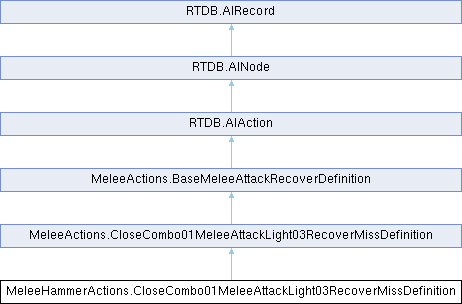 RTDB.AIRecord
RTDB.AINode
RTDB.AIAction
MeleeActions.BaseMeleeAttackRecoverDefinition
MeleeActions.CloseCombo01MeleeAttackLight03RecoverMissDefinition
MeleeHammerActions.CloseCombo01MeleeAttackLight03RecoverMissDefinition